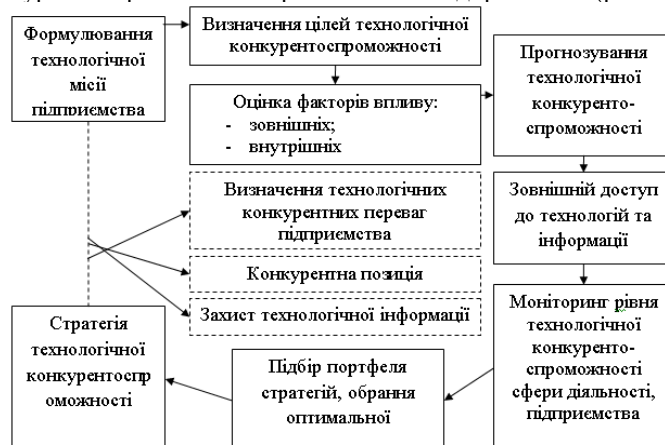 Формулювання
технологічної
місії
підприємства
Визначення цілей технологічної
конкурентоспроможності
Оцінка факторів впливу:
- зовнішніх;
- внутрішніх
Прогнозування
технологічної
конкуренто-
спроможності
Визначення технологічних
конкурентних переваг
підприємства
Зовнішній доступ
до технологій та
інформації
Конкурентна позиція
Захист технологічної інформації
Моніторинг рівня
технологічної
конкуренто-
спроможності
сфери діяльності,
підприємства
Стратегія
технологічної
конкурентоспр
оможності
Підбір портфеля
стратегій, обрання
оптимальної